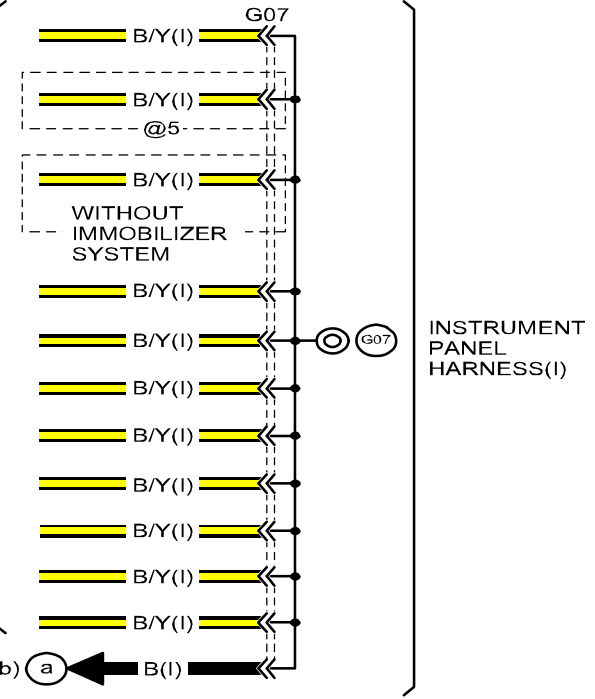 G07
B/Y(I)
B/Y(I)
@5
B/Y(I)
WITHOUT
IMMOBILIZER
SYSTEM
B/Y(I)
B/Y(I)
G07
INSTRUMENT
PANEL
HARNESS(I)
B/Y(I)
B/Y(I)
B/Y(I)
B/Y(I)
B/Y(I)
B/Y(I)
b) a B(I)